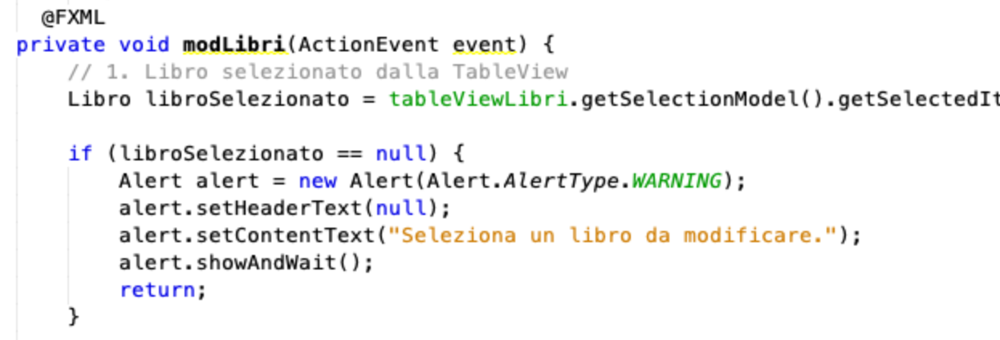 @FXML
private void modLibri(ActionEvent event) {
// 1. Libro selezionato dalla TableView
Libro libroSelezionato = tableViewLibri.getSelectionModel().getSelectedIt
if (libroSelezionato == null) {
Alert alert = new Alert(Alert.AlertType.WARNING);
alert.setHeaderText(null);
alert.setContentText("Seleziona un libro da modificare.");
alert.showAndWait();
return;
}